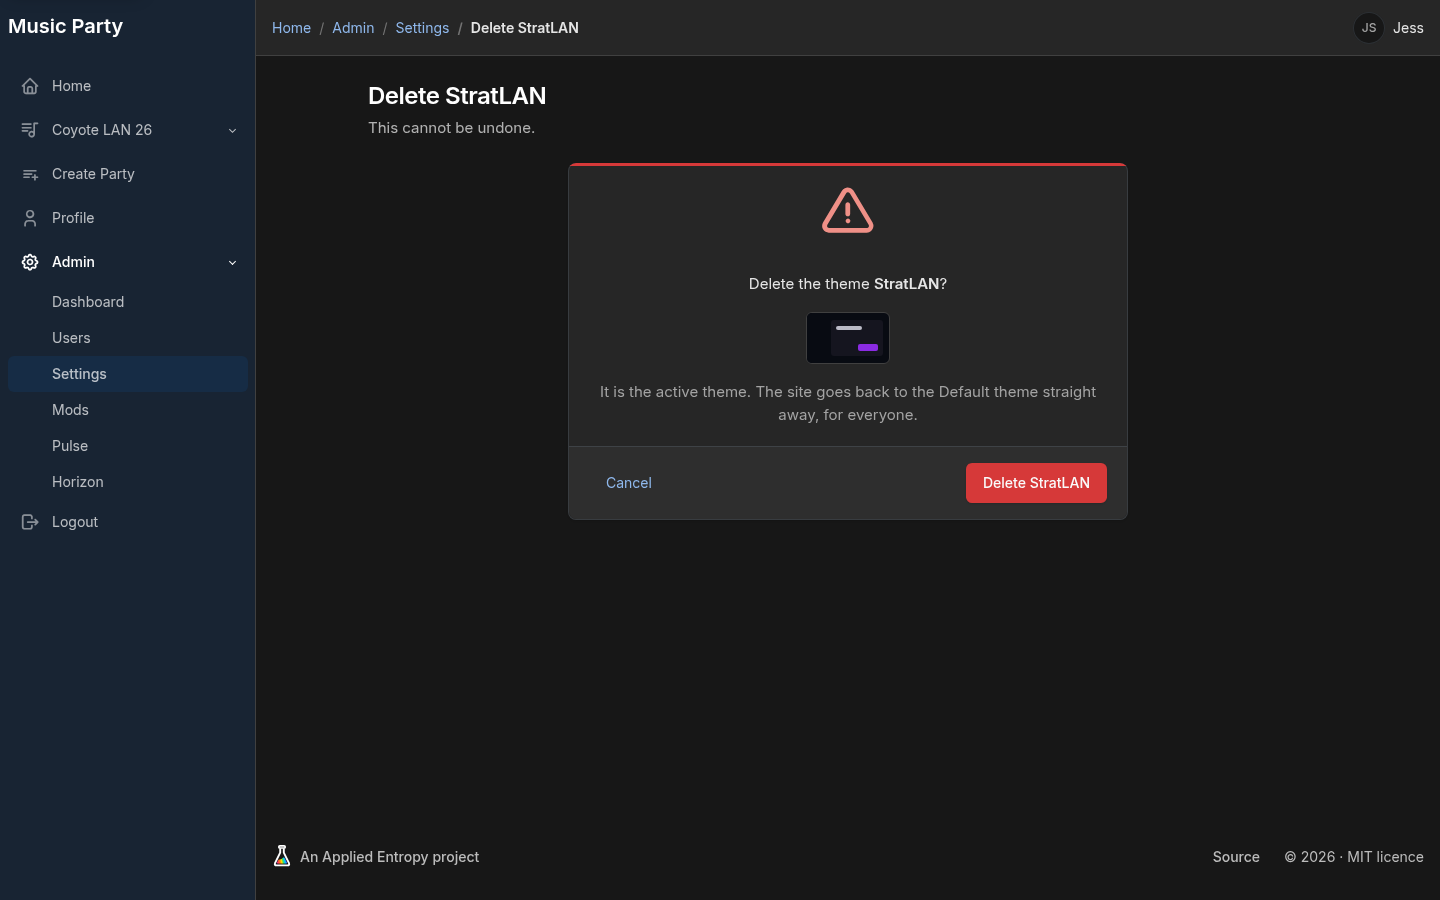 Music Party
Home / Admin / Settings / Delete StratLAN
JS Jess
Home
Coyote LAN 26
Create Party
Profile
Admin
Dashboard
Users
Settings
Mods
Pulse
Horizon
Logout
Delete StratLAN
This cannot be undone.
Delete the theme StratLAN?
It is the active theme. The site goes back to the Default theme straight
away, for everyone.
Cancel
Delete StratLAN
An Applied Entropy project
Source
© 2026 · MIT licence